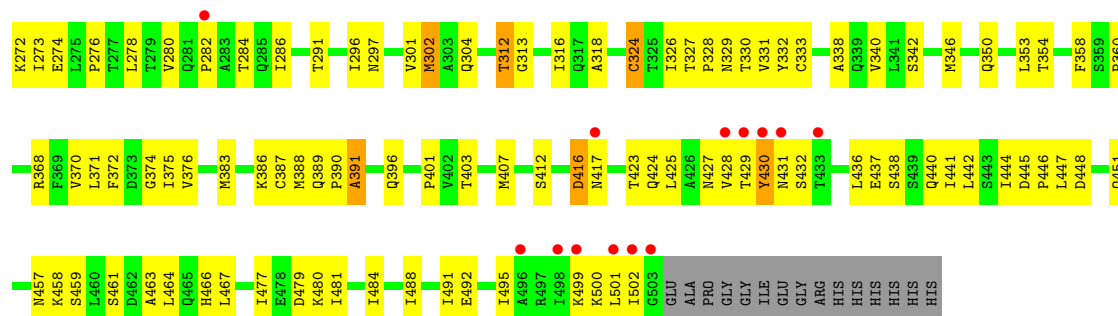 K272 I273 E274 L275 P276 T277 L278 T279 V280 Q281 P282 A283 T284 Q285 I286 T291 I296 N297 V301 M302 A303 Q304 T312 G313 I316 Q317 A318 C324 T325 I326 T327 P328 N329 T330 V331 Y332 C333 A338 Q339 V340 L341 S342 M346 Q350 L353 T354 F358 S359
R368 F369 V370 L371 F372 D373 G374 I375 V376 M383 K386 C387 M388 Q389 P390 A391 Q396 P401 V402 T403 M407 S412 D416 N417 T423 Q424 L425 A426 N427 V428 T429 Y430 N431 S432 T433 L436 E437 S438 S439 Q440 I441 L442 S443 I444 D445 P446 L447 D448
N457 K458 S459 L460 S461 D462 A463 L464 Q465 H466 L467 I477 E478 D479 K480 I481 I484 I488 I491 E492 I495 A496 R497 I498 K499 K500 L501 I502 G503 GLU ALA PRO GLY GLY ILE GLU GLY ARG HIS HIS HIS HIS HIS HIS